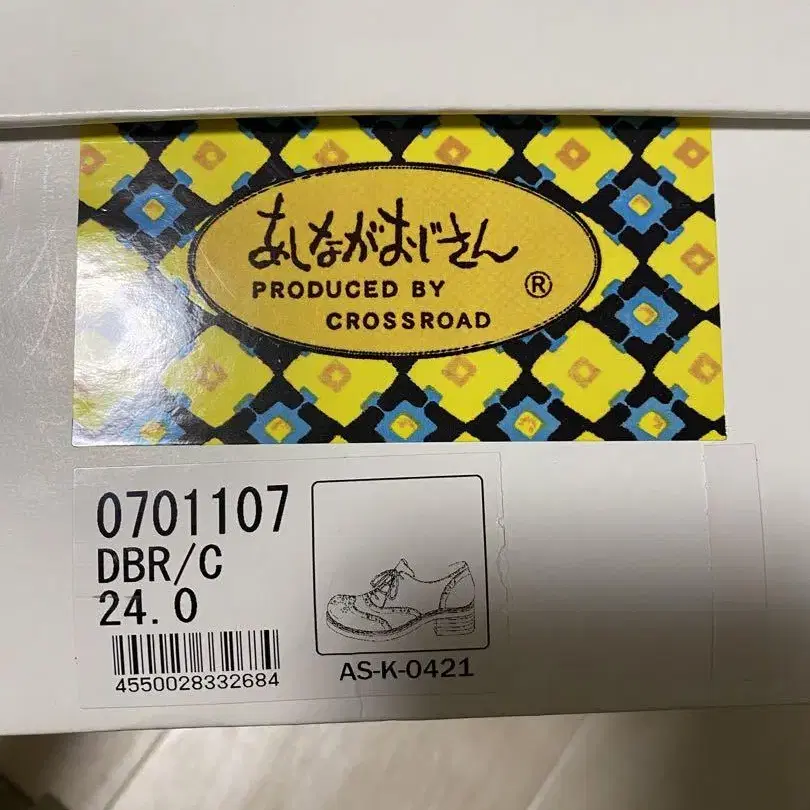 あしながおじさん
PRODUCED BY ®
CROSSROAD
0701107
DBR/C
24.0
4550028332684
AS-K-0421